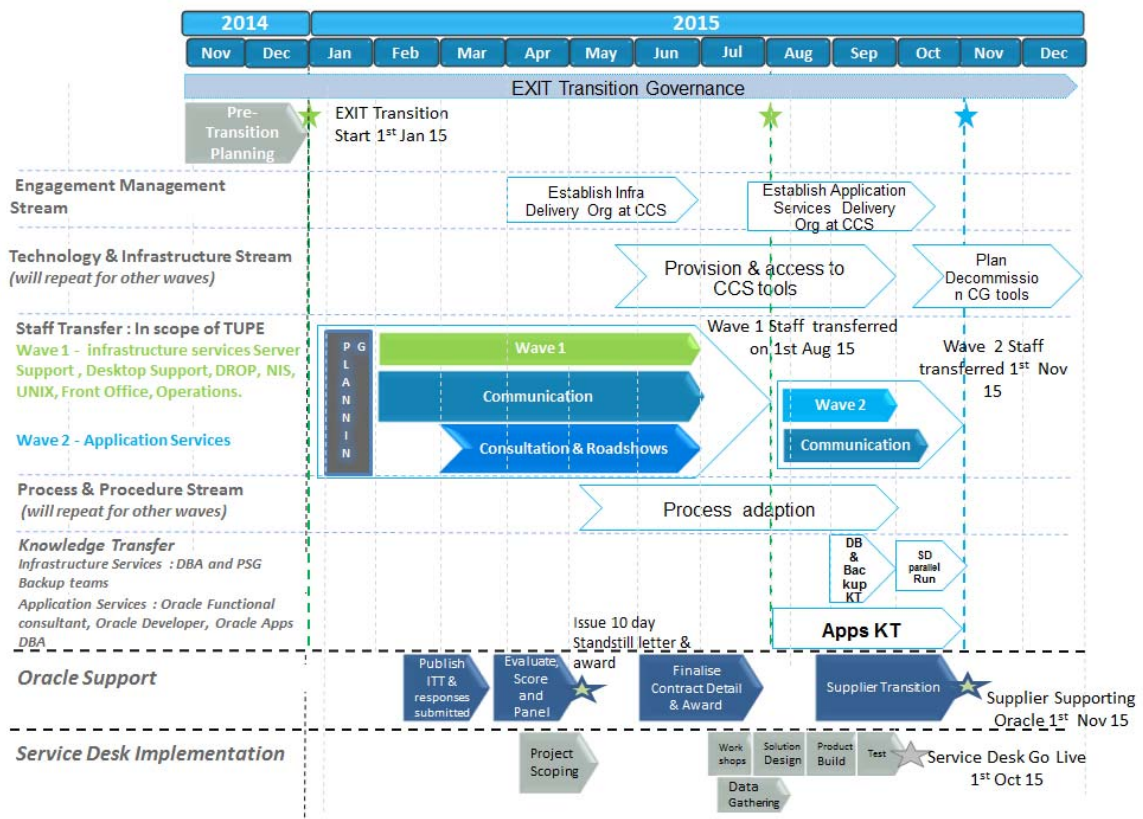 2014
2015
Nov
Dec
Jan
Feb
Mar
Apr
May
Jun
Jul
Aug
Sep
Oct
Nov
Dec
EXIT Transition Governance
Pre-
Transition
Planning
EXIT Transition
Start 1st Jan 15
Engagement Management
Stream
Establish Infra
Delivery Org at CCS
Establish Application
Services Delivery
Org at CCS
Technology & Infrastructure Stream
(will repeat for other waves)
Provision & access to
CCS tools
Plan
Decommissio
n CG tools
Staff Transfer : In scope of TUPE
Wave 1 - infrastructure services Server
Support , Desktop Support, DROP, NIS,
UNIX, Front Office, Operations.
Wave 2 - Application Services
P G
L
A
N
N
I
N
Wave 1
Communication
Consultation & Roadshows
Wave 1 Staff transferred
on 1st Aug 15
Wave 2
Communication
Wave 2 Staff
transferred 1st Nov
15
Process & Procedure Stream
(will repeat for other waves)
Process adaption
Knowledge Transfer
Infrastructure Services : DBA and PSG
Backup teams
Application Services : Oracle Functional
consultant, Oracle Developer, Oracle Apps
DBA
DB
&
Bac
kup
KT
SD
parallel
Run
Apps KT
Issue 10 day
Standstill letter &
award
Oracle Support
Publish
ITT &
responses
submitted
Evaluate,
Score
and
Panel
Finalise
Contract Detail
& Award
Supplier Transition
Supplier Supporting
Oracle 1st Nov 15
Service Desk Implementation
Project
Scoping
Work
shops
Solution
Design
Product
Build
Test
Data
Gathering
Service Desk Go Live
1st Oct 15